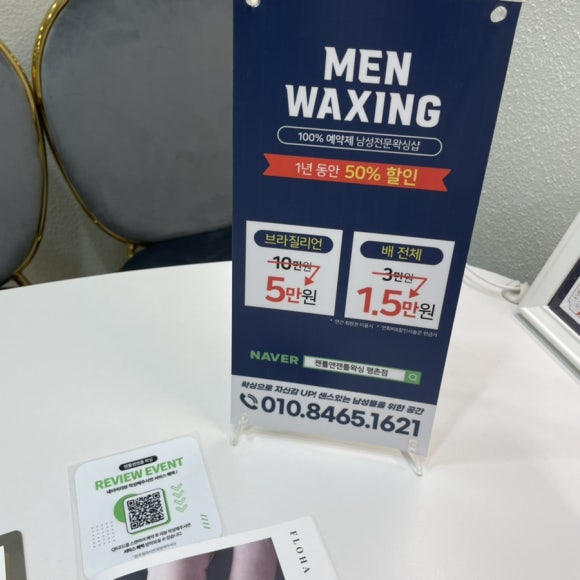 MEN
WAXING
100% 예약제 남성전문왁싱샵
1년 동안 50% 할인
브라질리언
10만원
5만원
배 전체
3만원
1.5만원
NAVER 젠틀앤젠틀왁싱 평촌점
왁싱으로 자신감 UP! 센스있는 남성들을 위한 공간
010.8465.1621
REVIEW EVENT
FLOHA